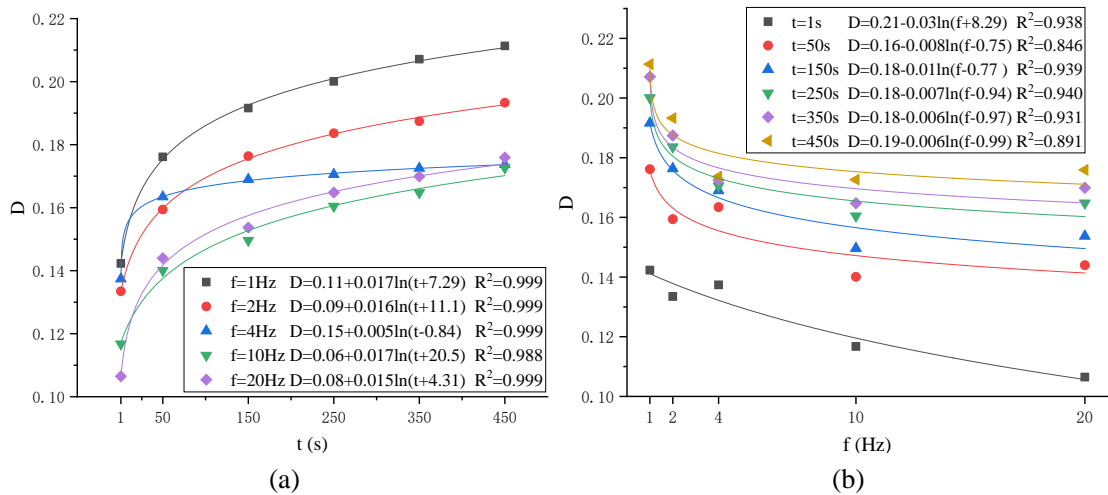 0.22
0.20
0.18
0.16
0.14
0.12
0.10
D
1 50 150 250 350 450
t (s)
f=1Hz D=0.11+0.017ln(t+7.29) R²=0.999
f=2Hz D=0.09+0.016ln(t+11.1) R²=0.999
f=4Hz D=0.15+0.005ln(t-0.84) R²=0.999
f=10Hz D=0.06+0.017ln(t+20.5) R²=0.988
f=20Hz D=0.08+0.015ln(t+4.31) R²=0.999
(a)
t=1s D=0.21-0.03ln(f+8.29) R²=0.938
t=50s D=0.16-0.008ln(f-0.75) R²=0.846
t=150s D=0.18-0.01ln(f-0.77 ) R²=0.939
t=250s D=0.18-0.007ln(f-0.94) R²=0.940
t=350s D=0.18-0.006ln(f-0.97) R²=0.931
t=450s D=0.19-0.006ln(f-0.99) R²=0.891
0.22
0.20
0.18
0.16
0.14
0.12
0.10
D
1 2 4 10 20
f (Hz)
(b)